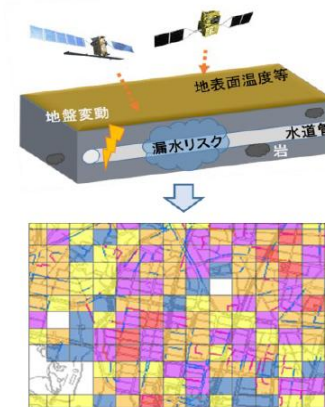 地表面温度等
地盤変動
水道管
漏水リスク
岩